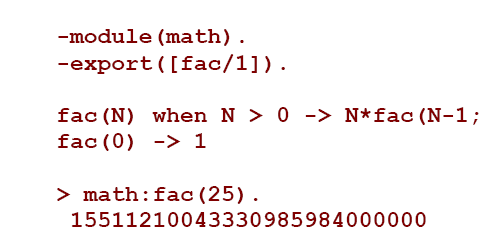 -module(math).
-export([fac/1]).
fac(N) when N > 0 -> N*fac(N-1;
fac(0) -> 1
> math:fac(25).
15511210043330985984000000